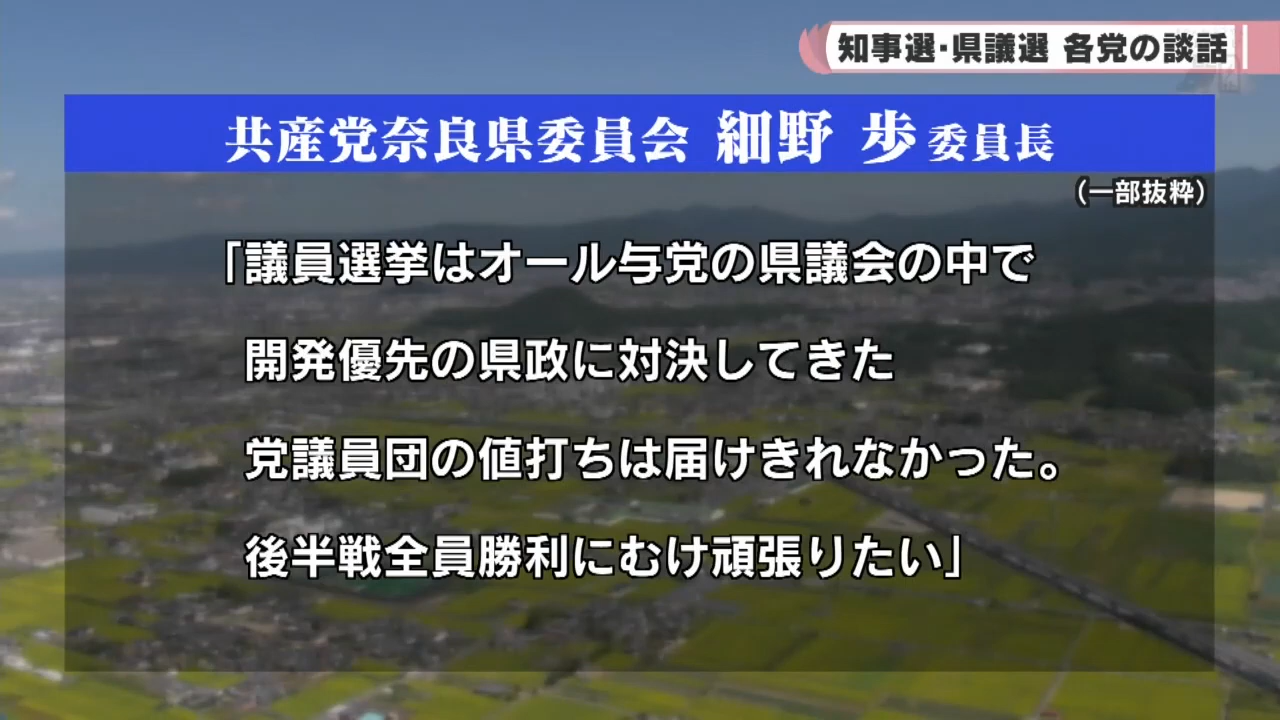 知事選・県議選 各党の談話
共産党奈良県委員会 細野 歩 委員長
(一部抜粋)
「議員選挙はオール与党の県議会の中で
開発優先の県政に対決してきた
党議員団の値打ちは届けきれなかった。
後半戦全員勝利にむけ頑張りたい」